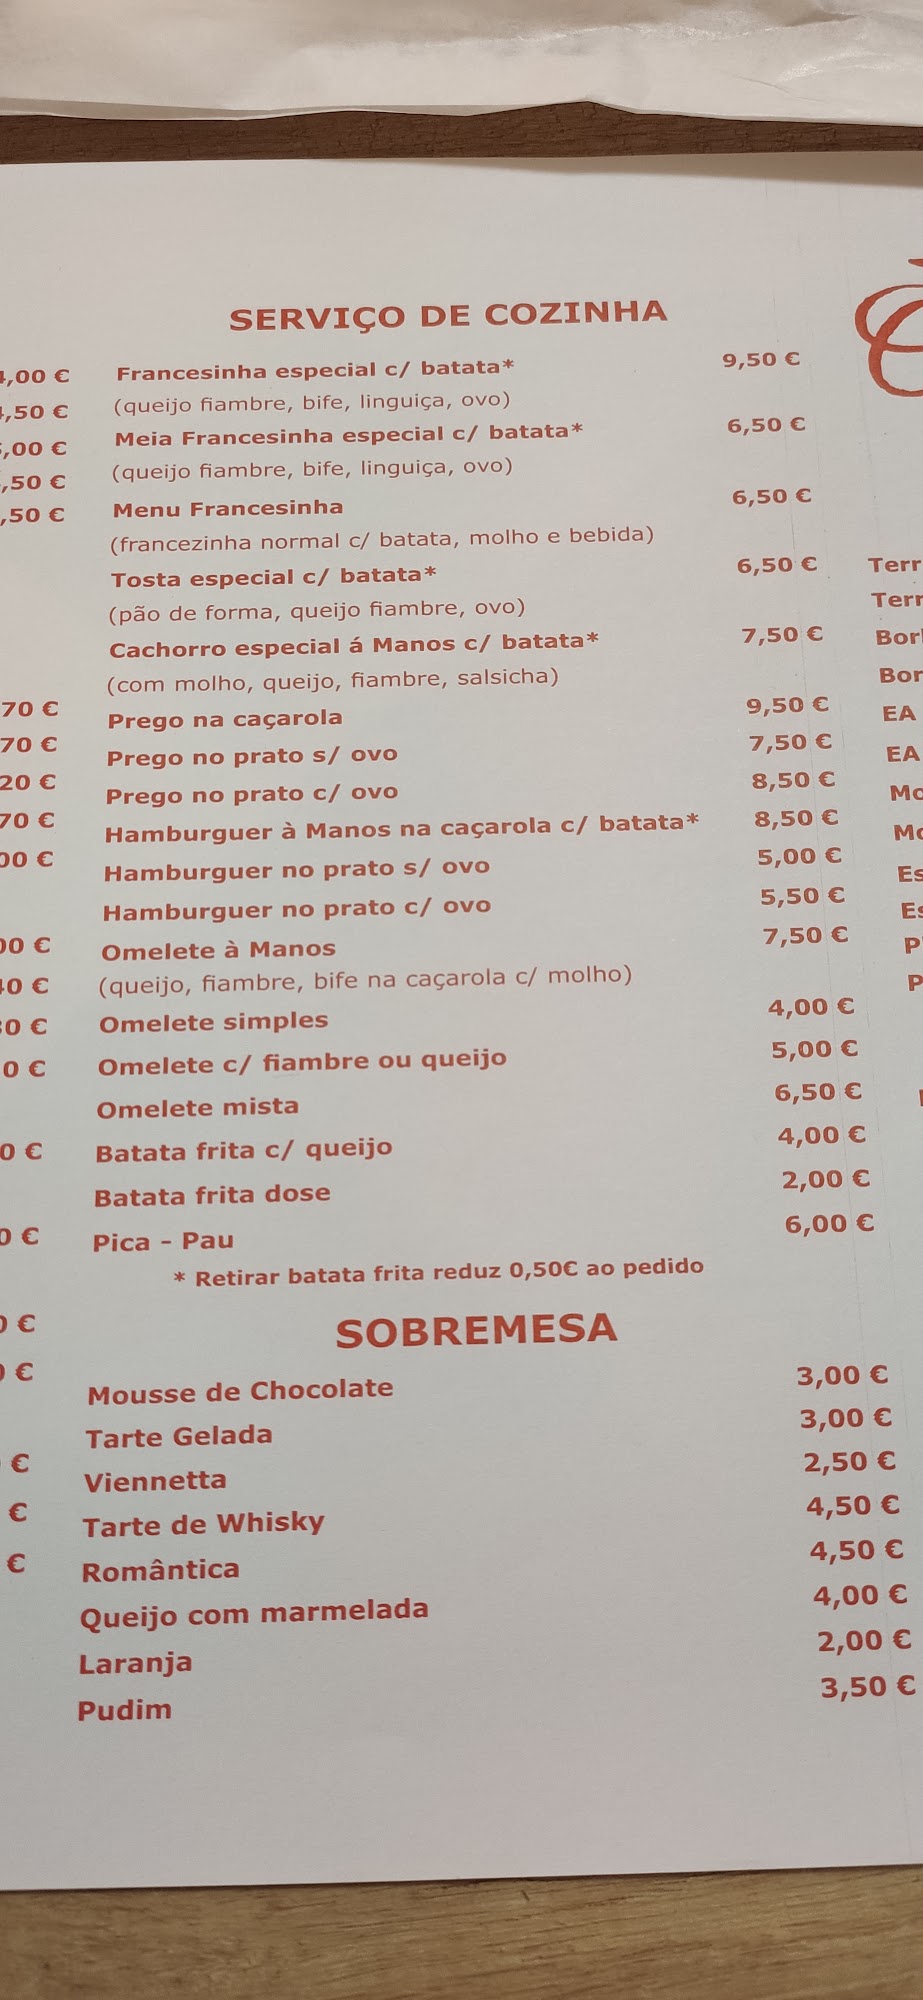 SERVIÇO DE COZINHA
Francesinha especial c/ batata* 9,50 €
(queijo fiambre, bife, linguiça, ovo)
Meia Francesinha especial c/ batata* 6,50 €
(queijo fiambre, bife, linguiça, ovo)
Menu Francesinha 6,50 €
(francezinha normal c/ batata, molho e bebida)
Tosta especial c/ batata* 6,50 €
(pão de forma, queijo fiambre, ovo)
Cachorro especial á Manos c/ batata* 7,50 €
(com molho, queijo, fiambre, salsicha)
Prego na caçarola 9,50 €
Prego no prato s/ ovo 7,50 €
Prego no prato c/ ovo 8,50 €
Hamburguer à Manos na caçarola c/ batata* 8,50 €
Hamburguer no prato s/ ovo 5,00 €
Hamburguer no prato c/ ovo 5,50 €
Omelete à Manos 7,50 €
(queijo, fiambre, bife na caçarola c/ molho)
Omelete simples 4,00 €
Omelete c/ fiambre ou queijo 5,00 €
Omelete mista 6,50 €
Batata frita c/ queijo 4,00 €
Batata frita dose 2,00 €
Pica - Pau 6,00 €
* Retirar batata frita reduz 0,50€ ao pedido
SOBREMESA
Mousse de Chocolate 3,00 €
Tarte Gelada 3,00 €
Viennetta 2,50 €
Tarte de Whisky 4,50 €
Romântica 4,50 €
Queijo com marmelada 4,00 €
Laranja 2,00 €
Pudim 3,50 €